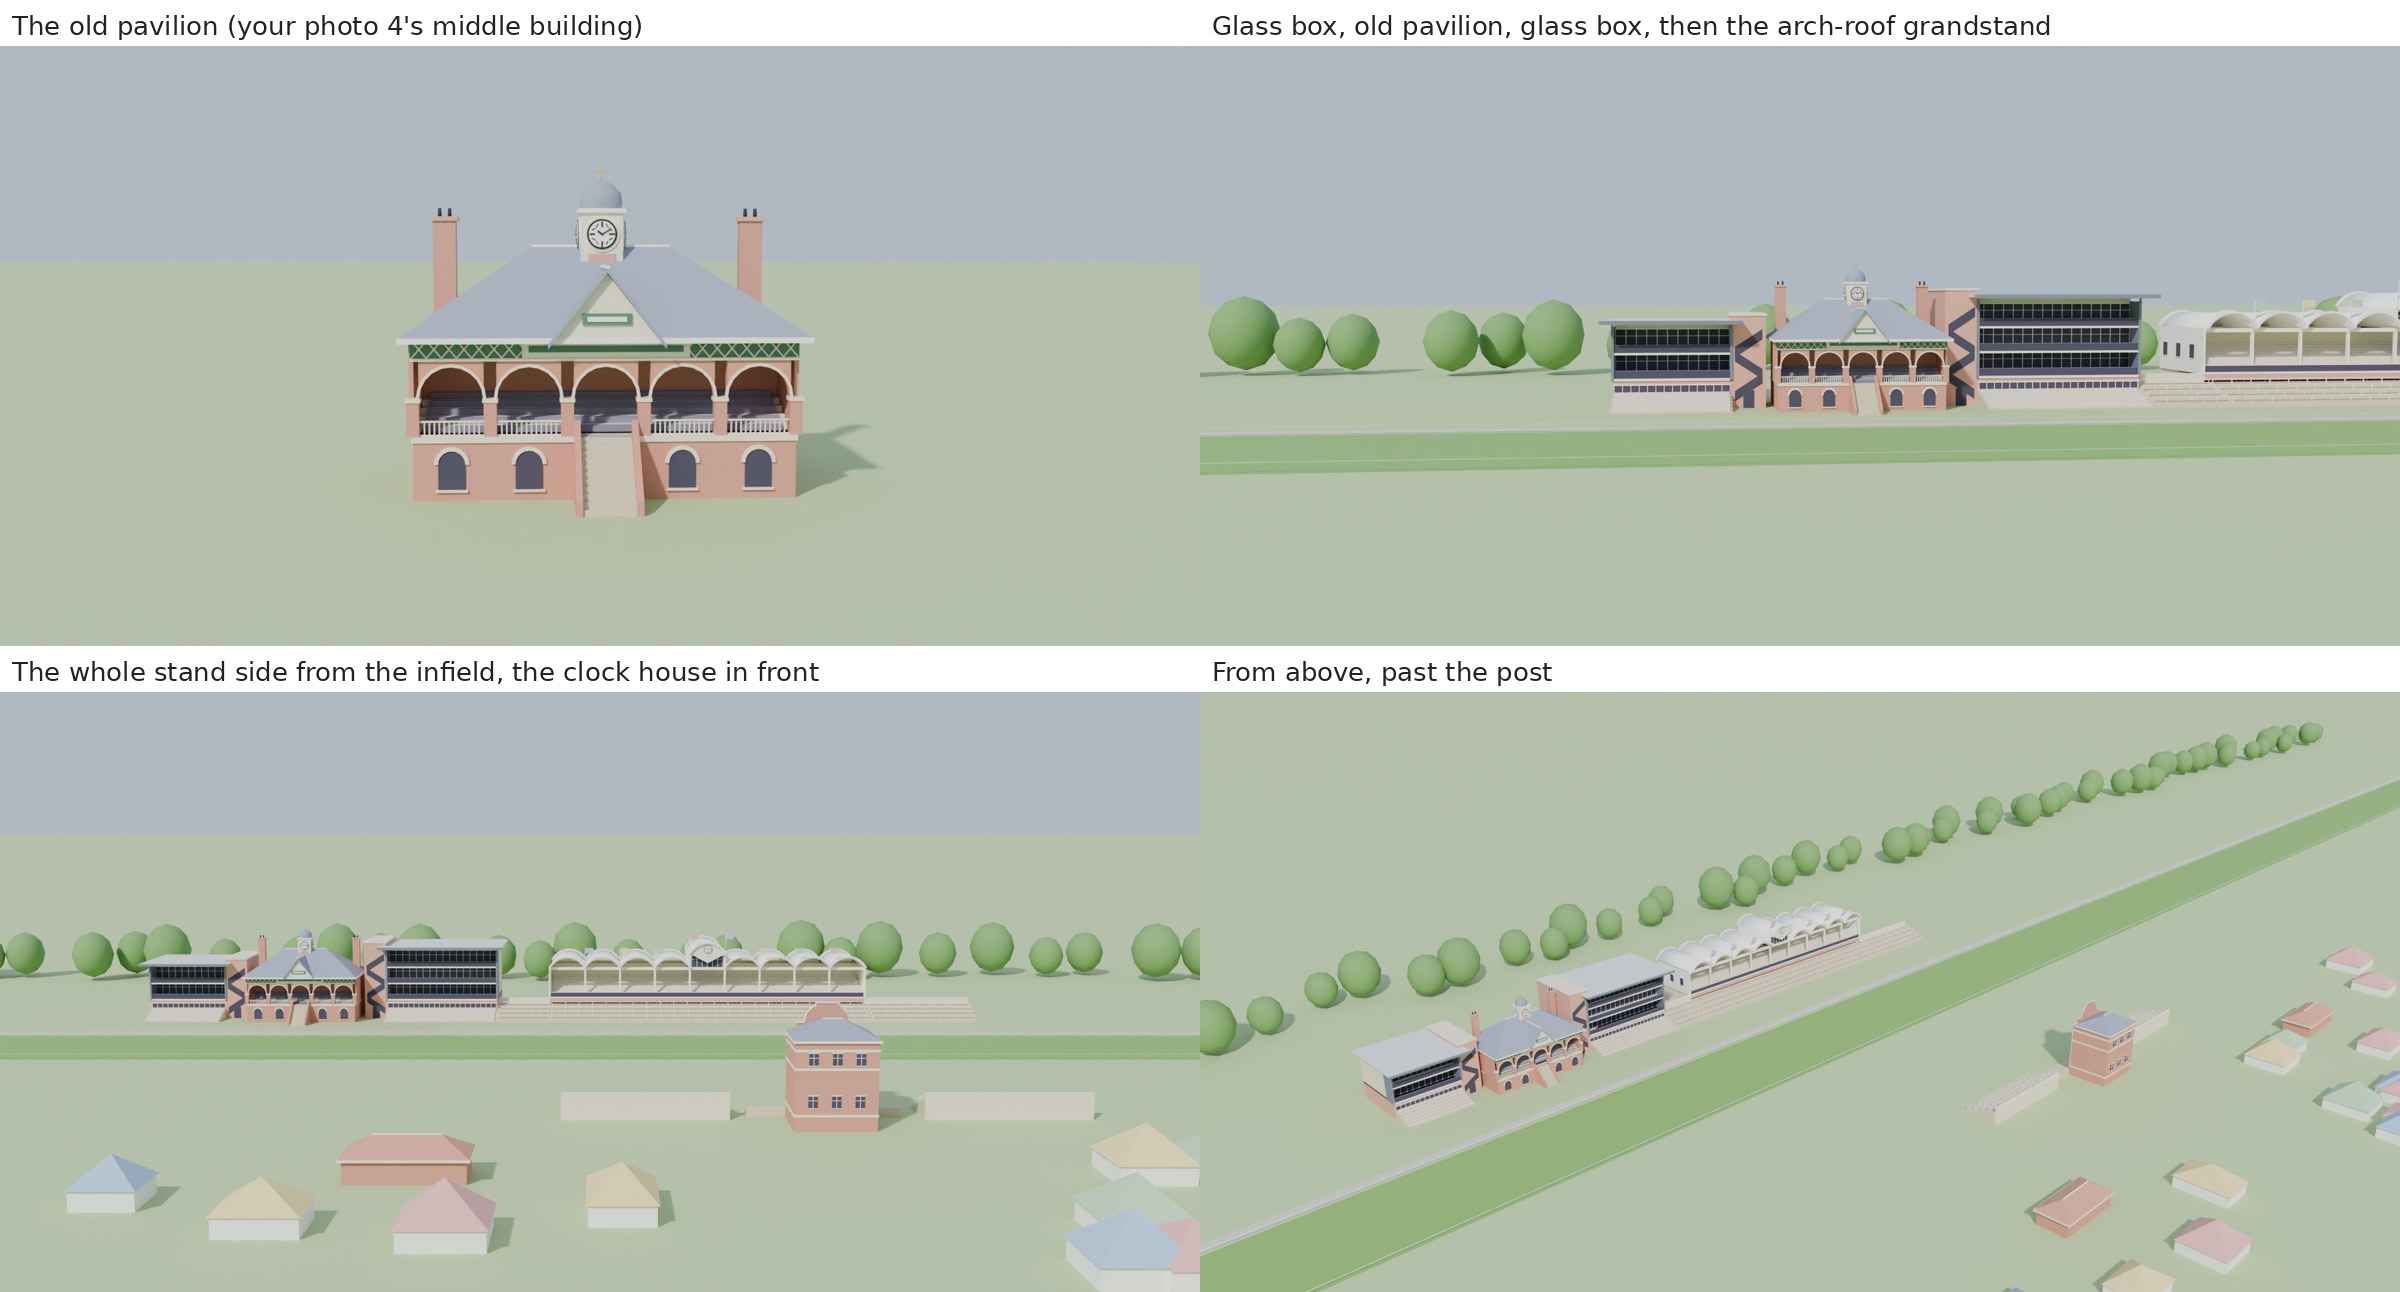 The old pavilion (your photo 4's middle building)
Glass box, old pavilion, glass box, then the arch-roof grandstand
The whole stand side from the infield, the clock house in front
From above, past the post